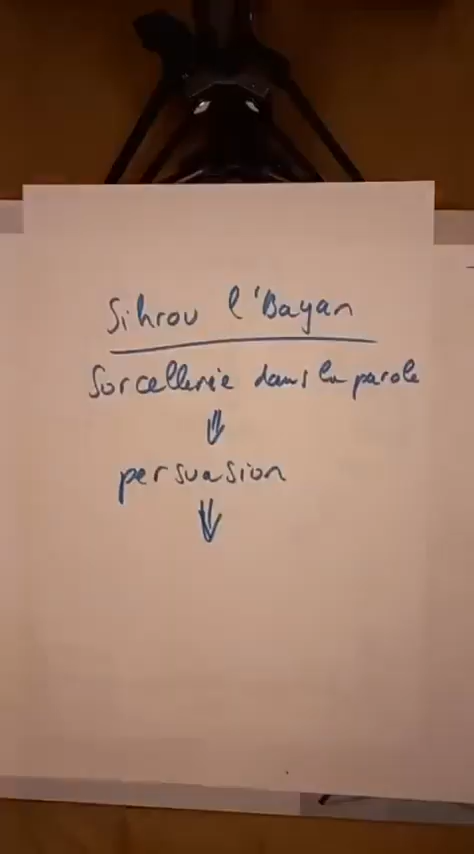 Sihrou l'Bayan
Sorcellerie dans la parole
⇓
persuasion
⇓